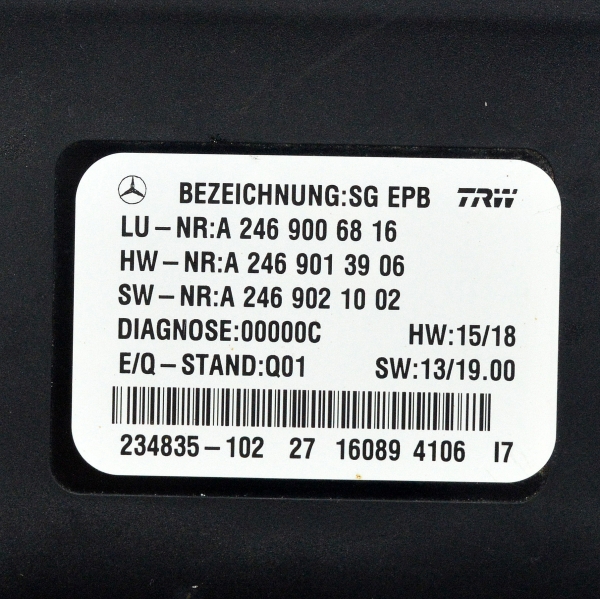 BEZEICHNUNG:SG EPB TRW
LU-NR:A 246 900 68 16
HW-NR:A 246 901 39 06
SW-NR:A 246 902 10 02
DIAGNOSE:00000C HW:15/18
E/Q-STAND:Q01 SW:13/19.00
234835-102 27 16089 4106 I7